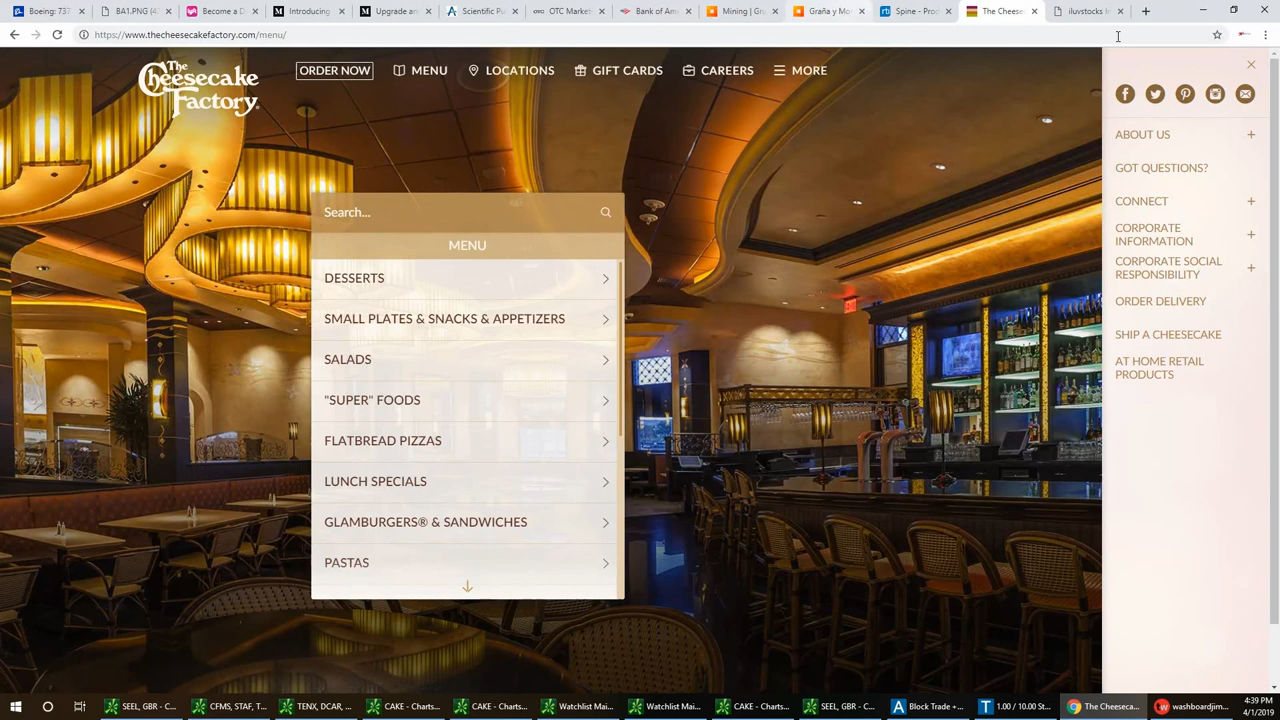 Boeing: 737
BA1.PNG (43
Become a D
Introducing
Upgrade an
Scientific Pu
OTC Market
Bank of Am
Mining | Gra
Graña y Mo
Spine - Prod
The Cheese
iluvstocks In
https://www.thecheesecakefactory.com/menu/
The Cheesecake Factory®
ORDER NOW
MENU
LOCATIONS
GIFT CARDS
CAREERS
MORE
Search...
MENU
DESSERTS
SMALL PLATES & SNACKS & APPETIZERS
SALADS
"SUPER" FOODS
FLATBREAD PIZZAS
LUNCH SPECIALS
GLAMBURGERS® & SANDWICHES
PASTAS
ABOUT US
GOT QUESTIONS?
CONNECT
CORPORATE
INFORMATION
CORPORATE SOCIAL
RESPONSIBILITY
ORDER DELIVERY
SHIP A CHEESECAKE
AT HOME RETAIL
PRODUCTS
SEEL, GBR - C...
CFMS, STAF, T...
TENX, DCAR, ...
CAKE - Charts...
CAKE - Charts...
Watchlist Mai...
Watchlist Mai...
CAKE - Charts...
SEEL, GBR - C...
Block Trade +...
1.00 / 10.00 St...
The Cheeseca...
washboardjim...
4:39 PM
4/1/2019